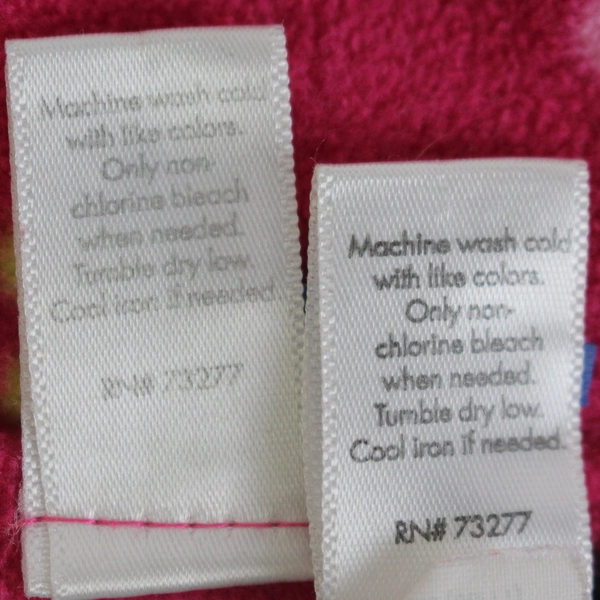 Machine wash cold
with like colors.
Only non-
chlorine bleach
when needed.
Tumble dry low.
Cool iron if needed.
RN# 73277
Machine wash cold
with like colors.
Only non-
chlorine bleach
when needed.
Tumble dry low.
Cool iron if needed.
RN# 73277